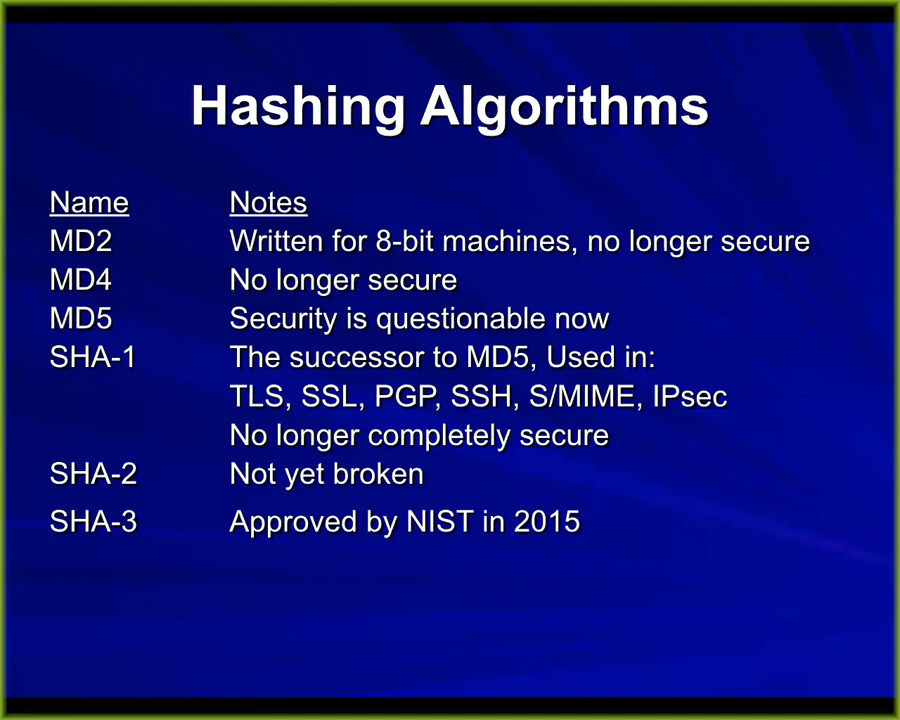 Hashing Algorithms
Name Notes
MD2 Written for 8-bit machines, no longer secure
MD4 No longer secure
MD5 Security is questionable now
SHA-1 The successor to MD5, Used in:
TLS, SSL, PGP, SSH, S/MIME, IPsec
No longer completely secure
SHA-2 Not yet broken
SHA-3 Approved by NIST in 2015